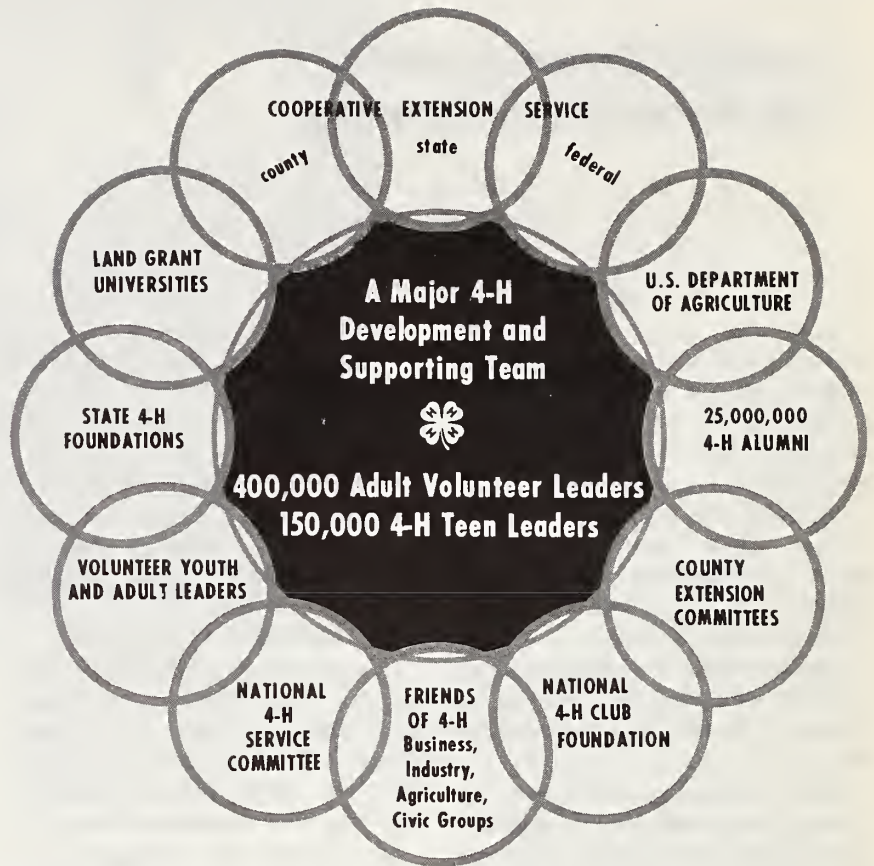 COOPERATIVE EXTENSION SERVICE
county
state
federal
LAND GRANT
UNIVERSITIES
U.S. DEPARTMENT
OF AGRICULTURE
A Major 4-H
Development and
Supporting Team
H H
H H
400,000 Adult Volunteer Leaders
150,000 4-H Teen Leaders
STATE 4-H
FOUNDATIONS
25,000,000
4-H ALUMNI
VOLUNTEER YOUTH
AND ADULT LEADERS
COUNTY
EXTENSION
COMMITTEES
NATIONAL
4-H
SERVICE
COMMITTEE
FRIENDS
OF 4-H
Business,
Industry,
Agriculture,
Civic Groups
NATIONAL
4-H CLUB
FOUNDATION